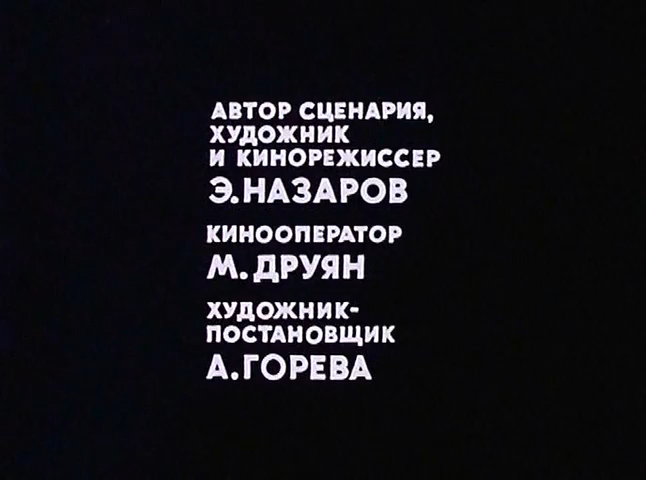 АВТОР СЦЕНАРИЯ,
ХУДОЖНИК
И КИНОРЕЖИССЕР
Э.НАЗАРОВ
КИНООПЕРАТОР
М.ДРУЯН
ХУДОЖНИК-
ПОСТАНОВЩИК
А.ГОРЕВА